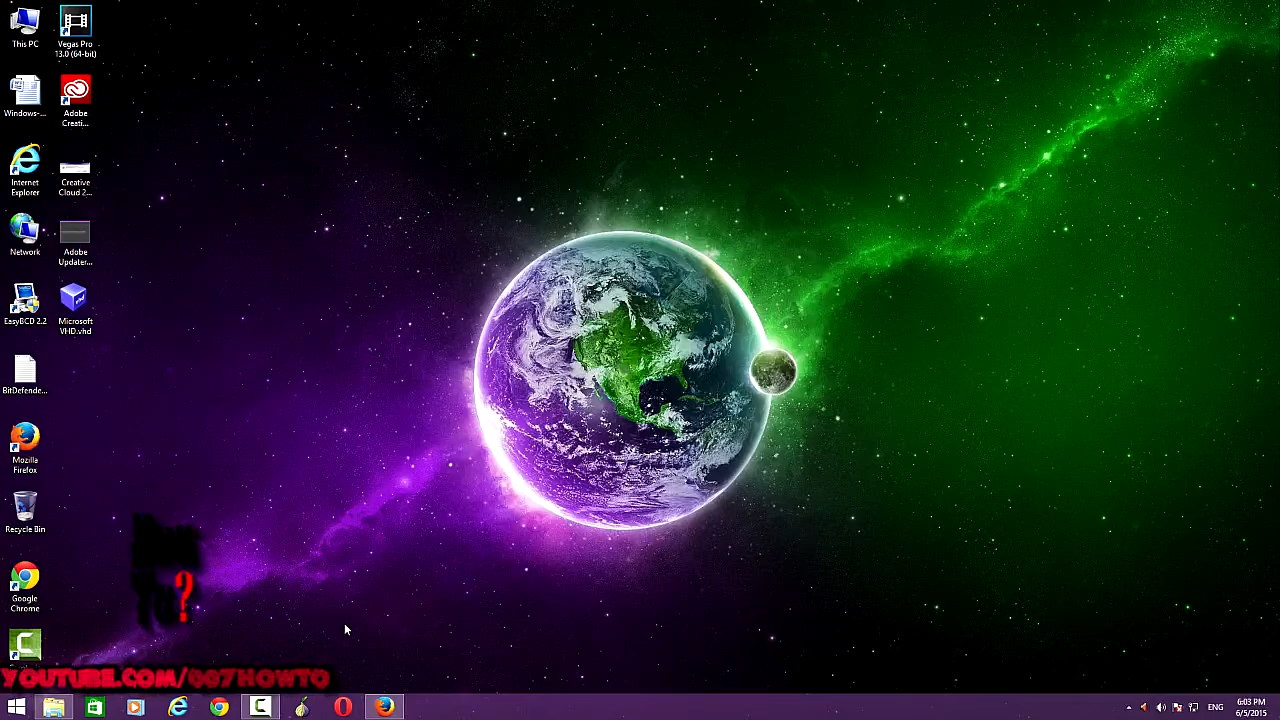 This PC
Vegas Pro
13.0 (64-bit)
Windows-...
Adobe
Creati...
Internet
Explorer
Creative
Cloud 2...
Network
Adobe
Updater...
EasyBCD 2.2
Microsoft
VHD.vhd
BitDefende...
Mozilla
Firefox
Recycle Bin
Google
Chrome
?
YOUTUBE.COM/007HOWTO
ENG
6:03 PM
6/5/2015